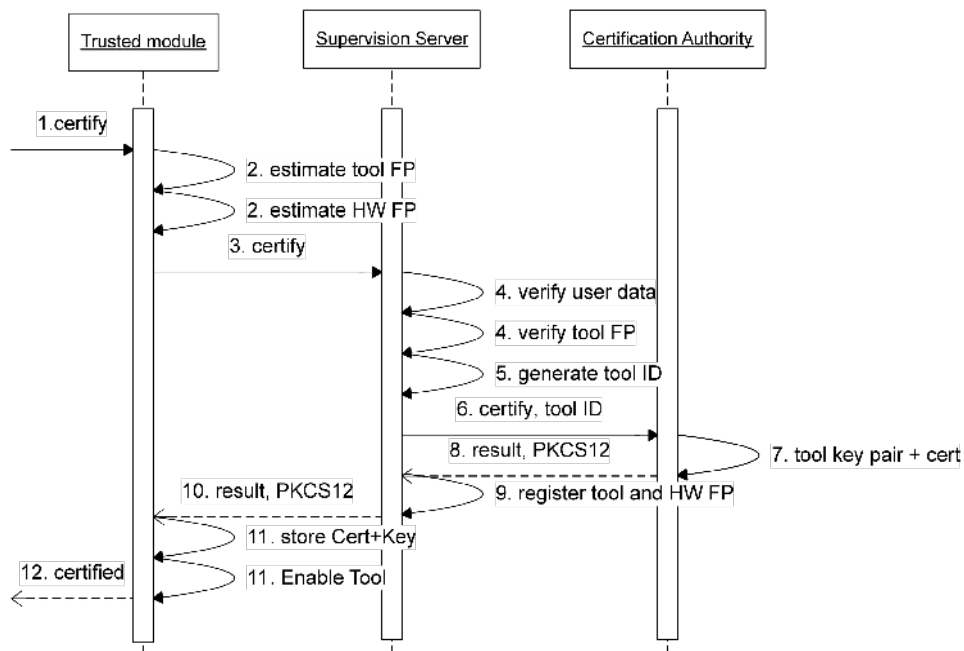 Trusted module
Supervision Server
Certification Authority
1.certify
2. estimate tool FP
2. estimate HW FP
3. certify
4. verify user data
4. verify tool FP
5. generate tool ID
6. certify, tool ID
7. tool key pair + cert
8. result, PKCS12
9. register tool and HW FP
10. result, PKCS12
11. store Cert+Key
11. Enable Tool
12. certified